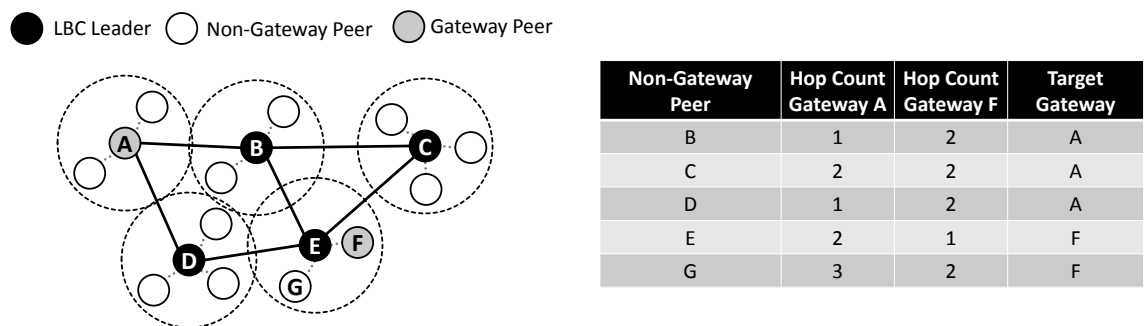 LBC Leader Non-Gateway Peer Gateway Peer
A
B
C
D
E
F
G
Non-Gateway Peer Hop Count Gateway A Hop Count Gateway F Target Gateway
B 1 2 A
C 2 2 A
D 1 2 A
E 2 1 F
G 3 2 F